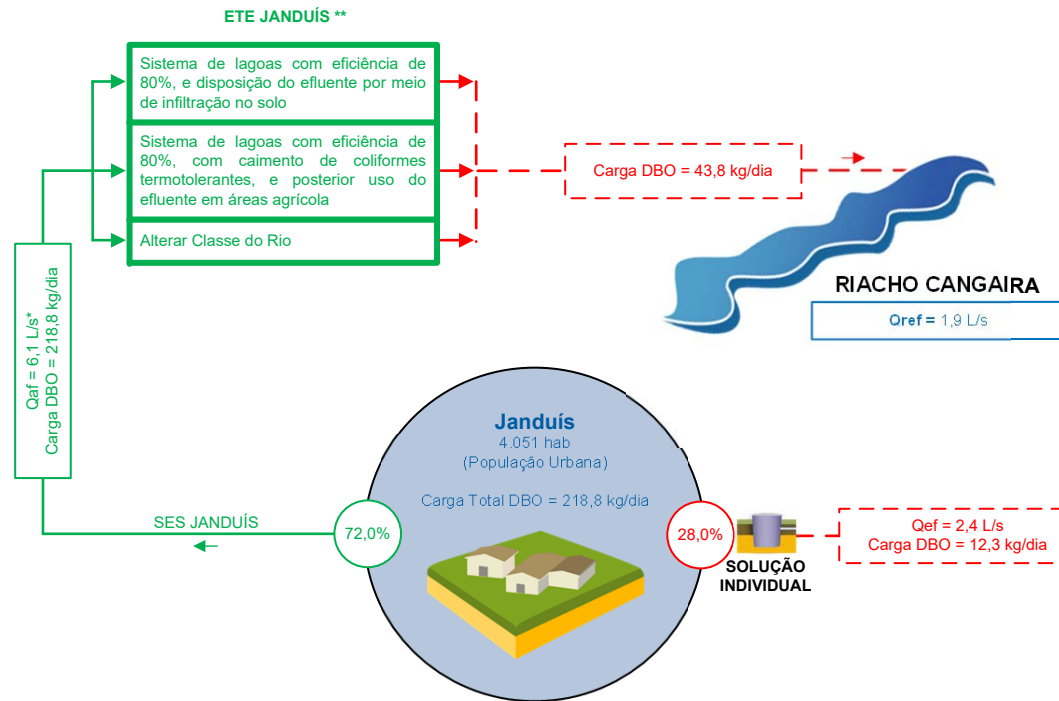 ETE JANDUÍS **
Sistema de lagoas com eficiência de
80%, e disposição do efluente por meio
de infiltração no solo
Sistema de lagoas com eficiência de
80%, com caimento de coliformes
termotolerantes, e posterior uso do
efluente em áreas agrícola
Alterar Classe do Rio
Carga DBO = 43,8 kg/dia
RIACHO CANGAIRA
Qref = 1,9 L/s
Qaf = 6,1 L/s*
Carga DBO = 218,8 kg/dia
Janduís
4.051 hab
(População Urbana)
Carga Total DBO = 218,8 kg/dia
SES JANDUÍS
72,0%
28,0%
SOLUÇÃO
INDIVIDUAL
Qef = 2,4 L/s
Carga DBO = 12,3 kg/dia